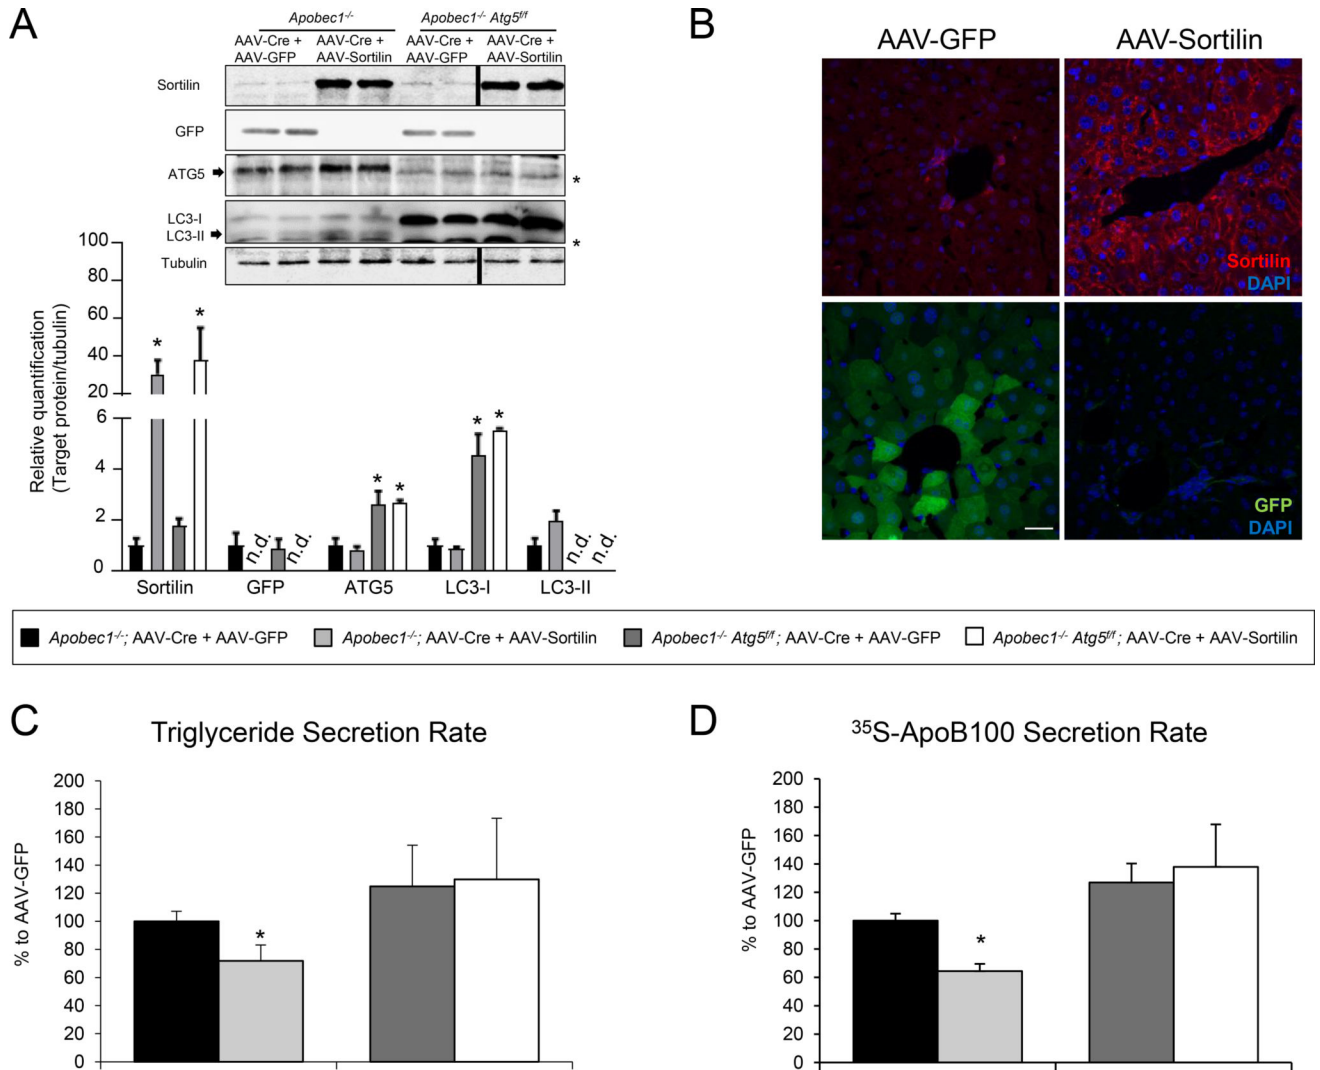 A
Apobec1-/-
Apobec1-/- Atg5f/f
AAV-Cre + AAV-GFP
AAV-Cre + AAV-Sortilin
AAV-Cre + AAV-GFP
AAV-Cre + AAV-Sortilin
Sortilin
GFP
ATG5
*
LC3-I
LC3-II
*
Tubulin
Relative quantification
(Target protein/tubulin)
100
80
60
40
20
6
4
2
0
* *
n.d. n.d.
* *
* *
n.d. n.d.
Sortilin GFP ATG5 LC3-I LC3-II
B
AAV-GFP AAV-Sortilin
Sortilin
DAPI
GFP
DAPI
Apobec1-/-; AAV-Cre + AAV-GFP Apobec1-/-; AAV-Cre + AAV-Sortilin Apobec1-/- Atg5f/f; AAV-Cre + AAV-GFP Apobec1-/- Atg5f/f; AAV-Cre + AAV-Sortilin
C
Triglyceride Secretion Rate
% to AAV-GFP
200
180
160
140
120
100
80
60
40
20
0
*
D
35S-ApoB100 Secretion Rate
% to AAV-GFP
200
180
160
140
120
100
80
60
40
20
0
*